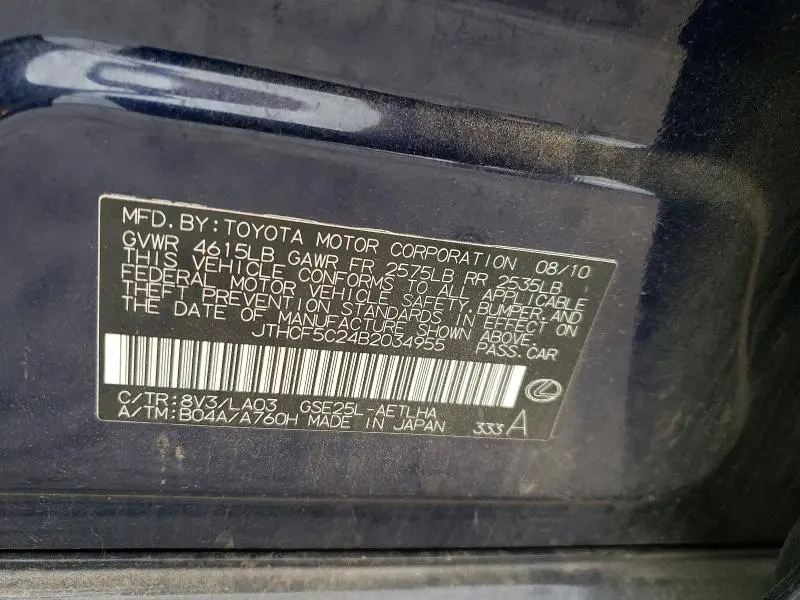 MFD. BY: TOYOTA MOTOR CORPORATION 08/10
GVWR 4615LB GAWR FR 2575LB RR 2535LB
THIS VEHICLE CONFORMS TO ALL APPLICABLE
FEDERAL MOTOR VEHICLE SAFETY, BUMPER, AND
THEFT PREVENTION STANDARDS IN EFFECT ON
THE DATE OF MANUFACTURE SHOWN ABOVE.
JTHCF5C24B2034955 PASS. CAR
C/TR: 8V3/LA03 GSE25L-AETLHA
A/TM: B04A/A760H MADE IN JAPAN 333 A